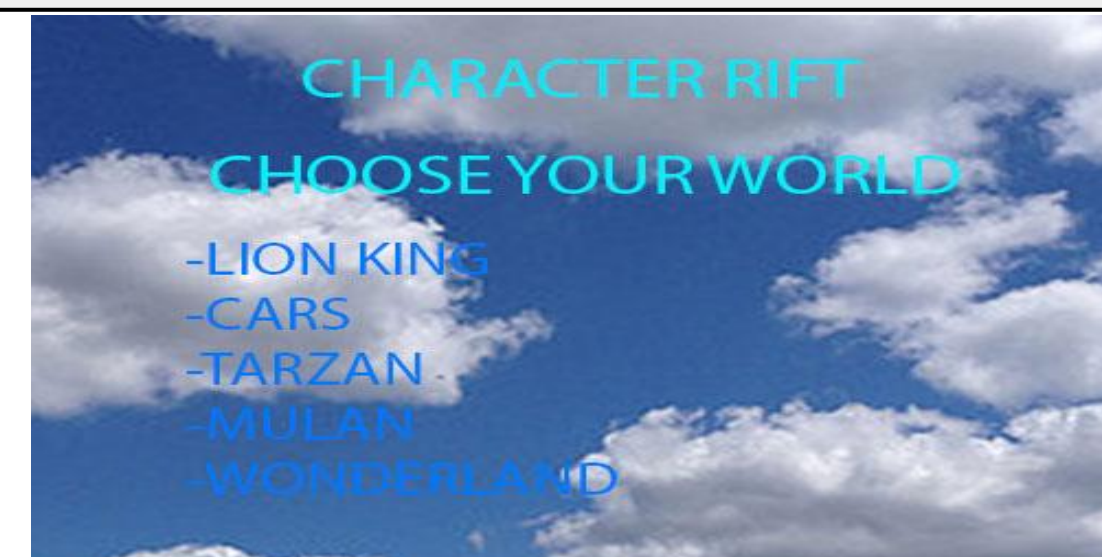 CHARACTER RIFT
CHOOSE YOUR WORLD
-LION KING
-CARS
-TARZAN
-MULAN
-WONDERLAND